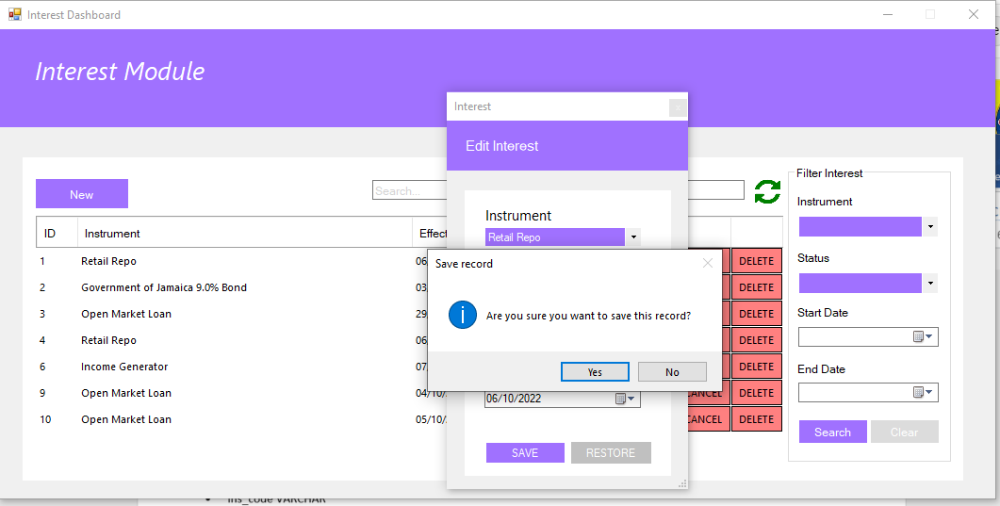 Interest Dashboard
Interest Module
Interest
Edit Interest
New
Search...
Filter Interest
Instrument
Instrument
Retail Repo
ID Instrument Effect
1 Retail Repo 06 DELETE
2 Government of Jamaica 9.0% Bond 03 DELETE
3 Open Market Loan 29 DELETE
4 Retail Repo 06 DELETE
6 Income Generator 07 DELETE
9 Open Market Loan 04/10 CANCEL DELETE
10 Open Market Loan 05/10 CANCEL DELETE
Save record
Are you sure you want to save this record?
Yes No
06/10/2022
SAVE RESTORE
Status
Start Date
End Date
Search Clear
ins_code VARCHAR